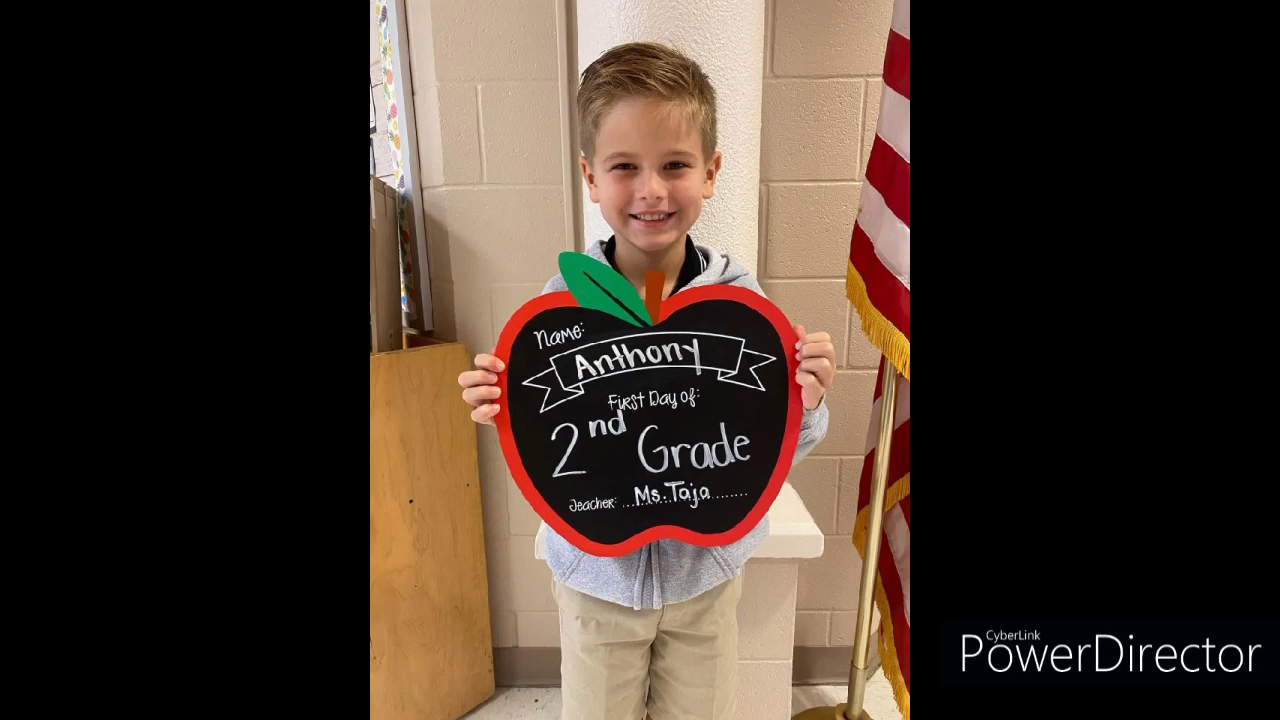 Name:
Anthony
First Day of:
2nd Grade
Teacher: Ms. Taja
CyberLink
PowerDirector